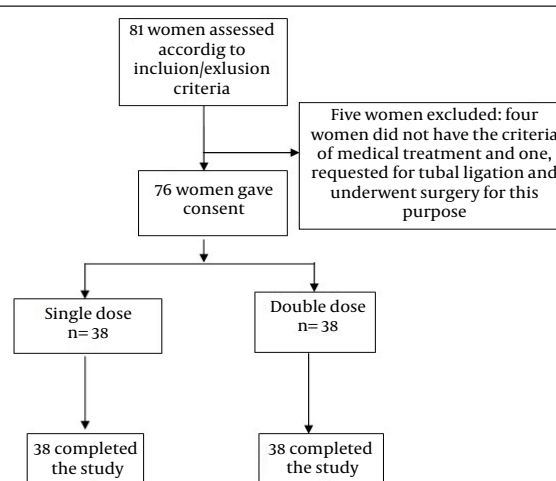 81 women assessed
accordig to
incluion/exlusion
criteria
Five women excluded: four
women did not have the criteria
of medical treatment and one,
requested for tubal ligation and
underwent surgery for this
purpose
76 women gave
consent
Single dose
n= 38
Double dose
n= 38
38 completed
the study
38 completed
the study